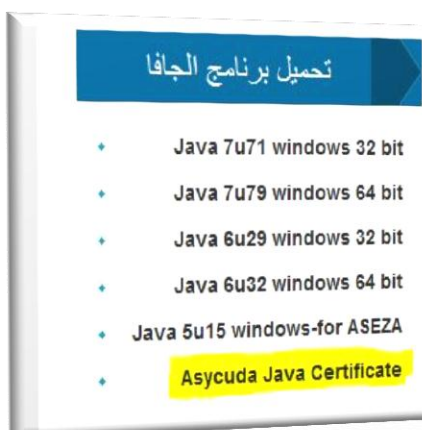 تحميل برنامج الجافا
Java 7u71 windows 32 bit
Java 7u79 windows 64 bit
Java 6u29 windows 32 bit
Java 6u32 windows 64 bit
Java 5u15 windows-for ASEZA
Asycuda Java Certificate